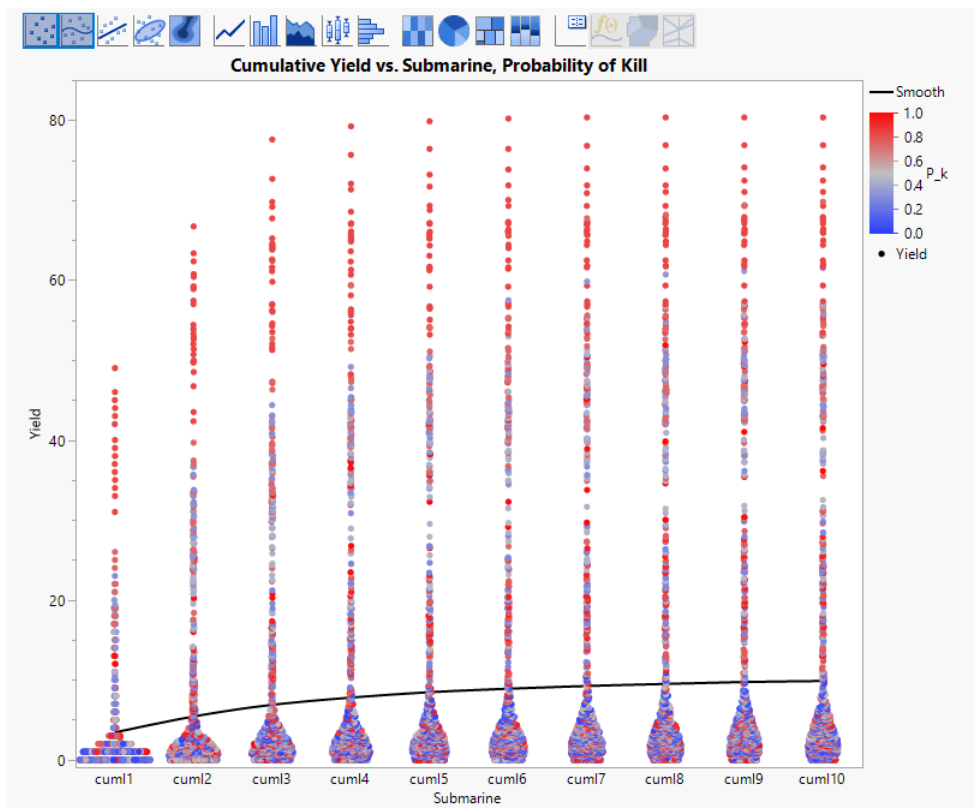 Cumulative Yield vs. Submarine, Probability of Kill
Smooth
1.0
0.8
0.6
P_k
0.4
0.2
0.0
Yield
80
60
40
20
0
Yield
cuml1 cuml2 cuml3 cuml4 cuml5 cuml6 cuml7 cuml8 cuml9 cuml10
Submarine